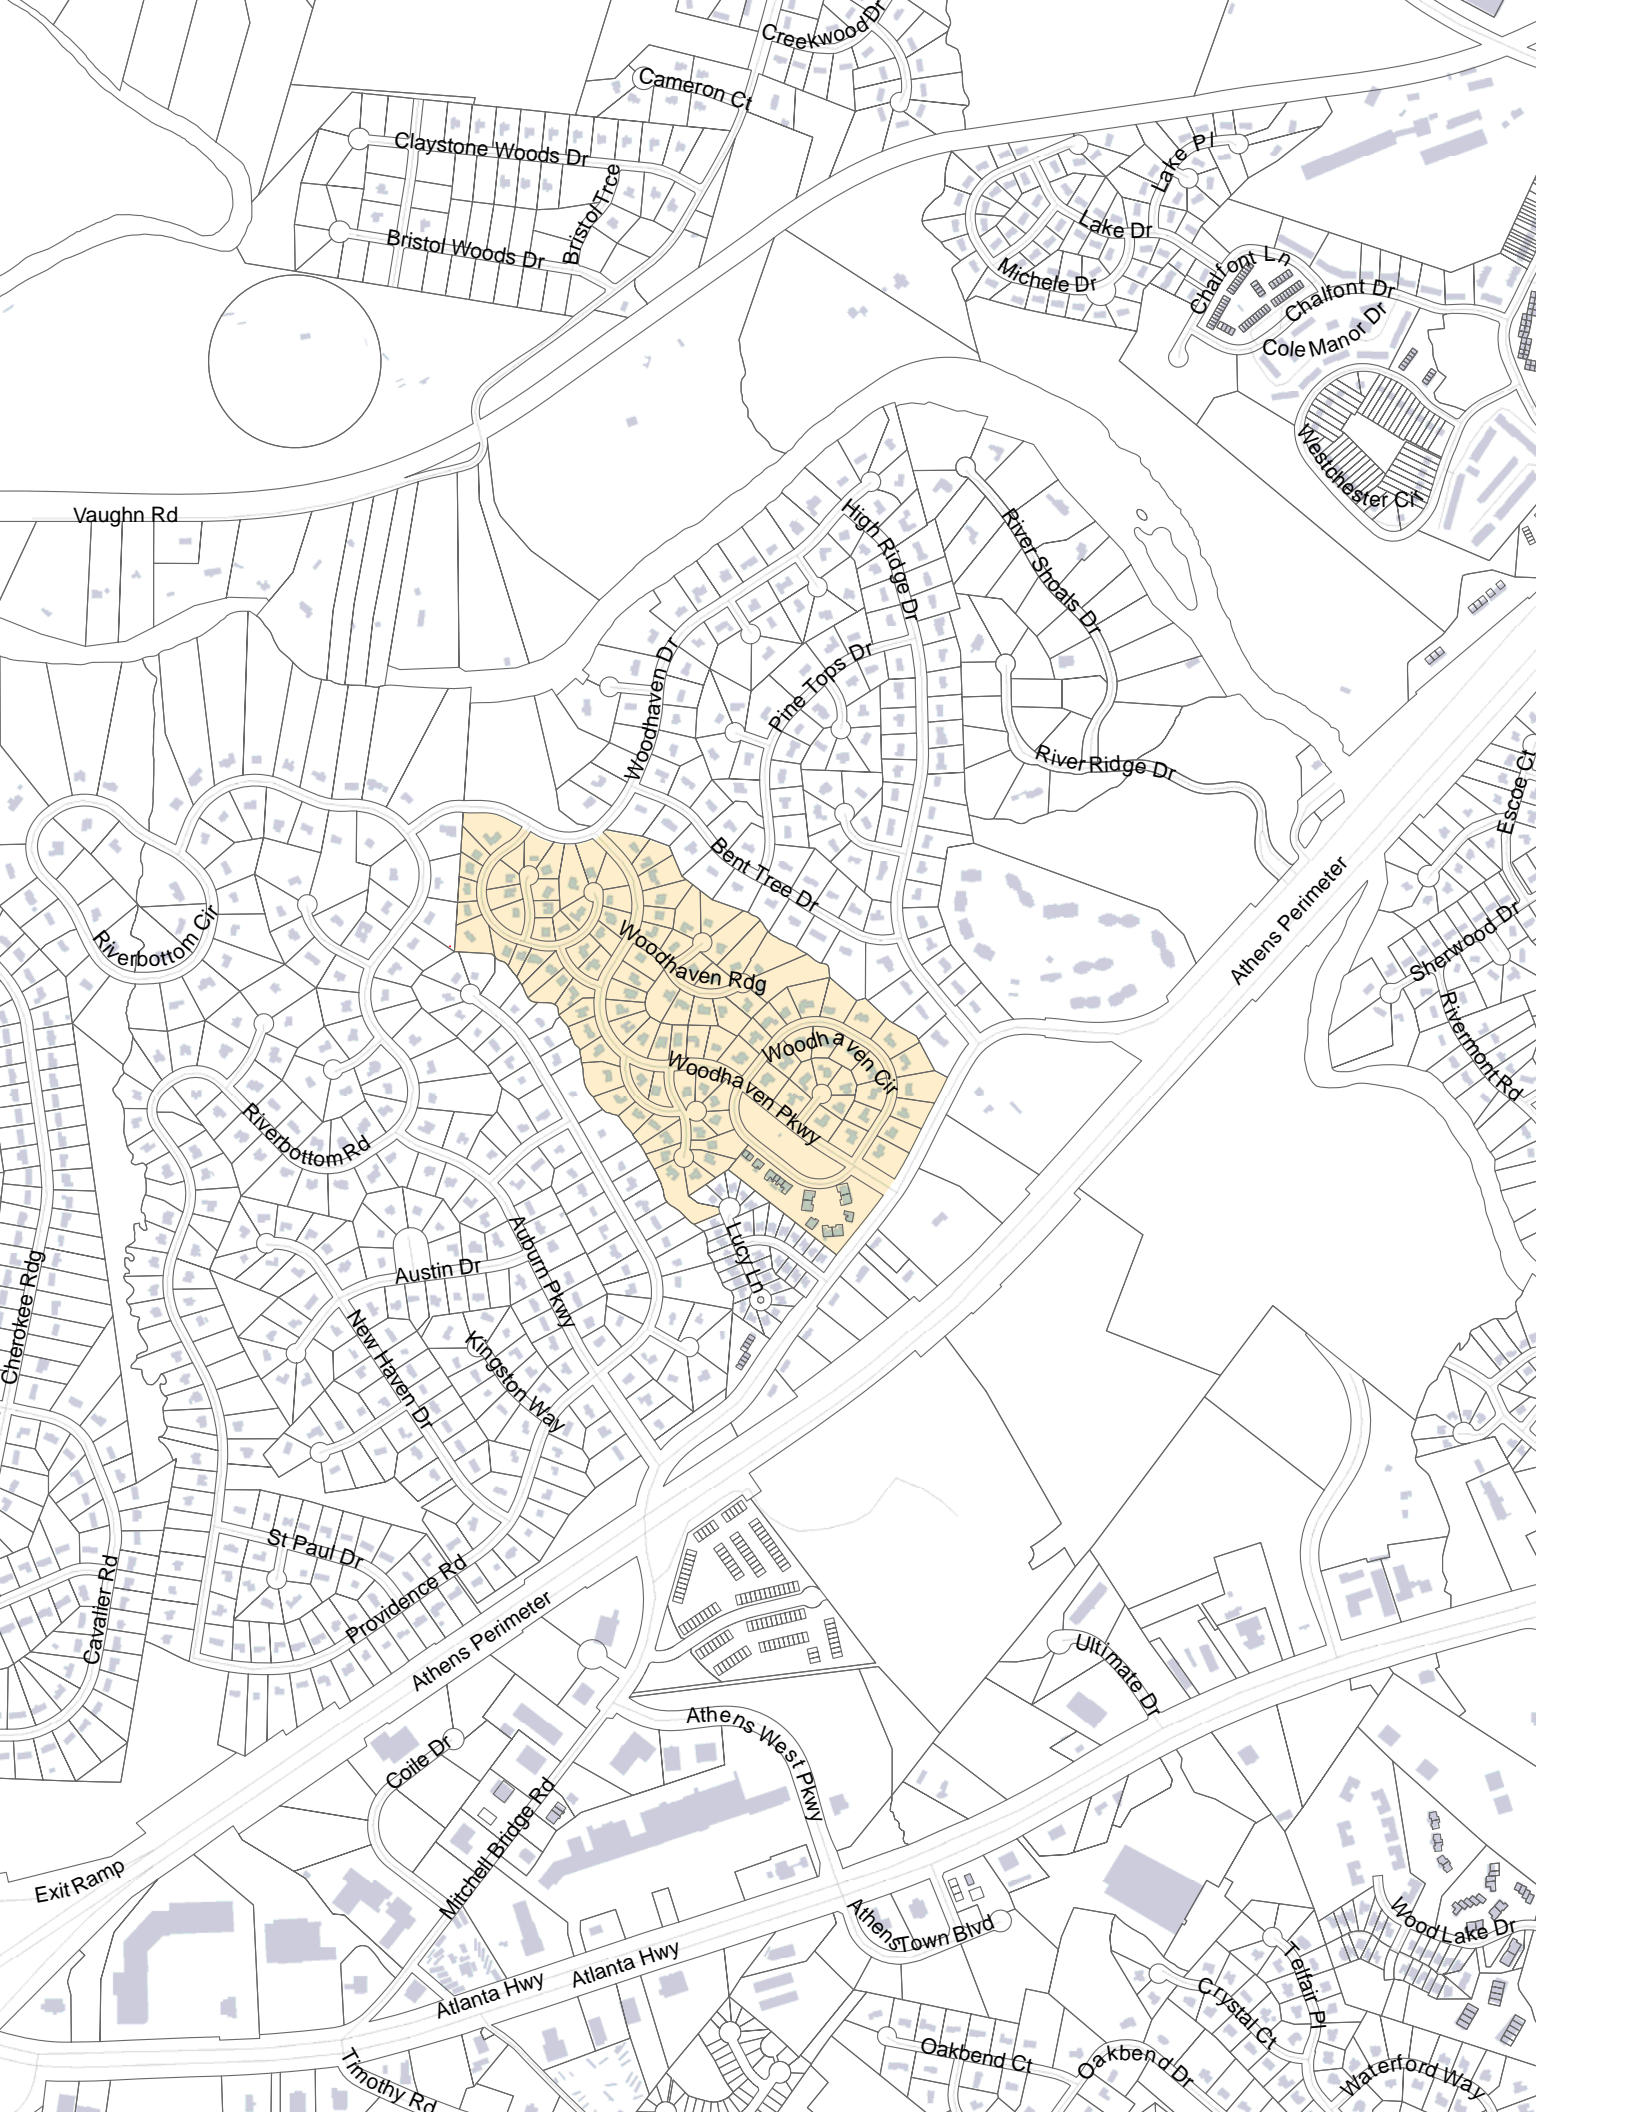 Creekwood Dr
Cameron Ct
Claystone Woods Dr
Bristol Trce
Bristol Woods Dr
Lake Pl
Lake Dr
Michele Dr
Chalfont Ln
Chalfont Dr
Cole Manor Dr
Westchester Cir
Vaughn Rd
High Ridge Dr
River Shoals Dr
Woodhaven Dr
Pine Tops Dr
River Ridge Dr
Escoe Ct
Bent Tree Dr
Athens Perimeter
Riverbottom Cir
Woodhaven Rdg
Sherwood Dr
Rivermont Rd
Woodhaven Cir
Woodhaven Pkwy
Riverbottom Rd
Lucy Ln
Auburn Pkwy
Austin Dr
Cherokee Rdg
New Haven Dr
Kingston Way
St Paul Dr
Cavalier Rd
Providence Rd
Athens Perimeter
Ultimate Dr
Athens West Pkwy
Coile Dr
Mitchell Bridge Rd
Exit Ramp
Athens Town Blvd
Wood Lake Dr
Atlanta Hwy
Atlanta Hwy
Telfair Pl
Crystal Ct
Oakbend Ct
Oakbend Dr
Waterford Way
Timothy Rd